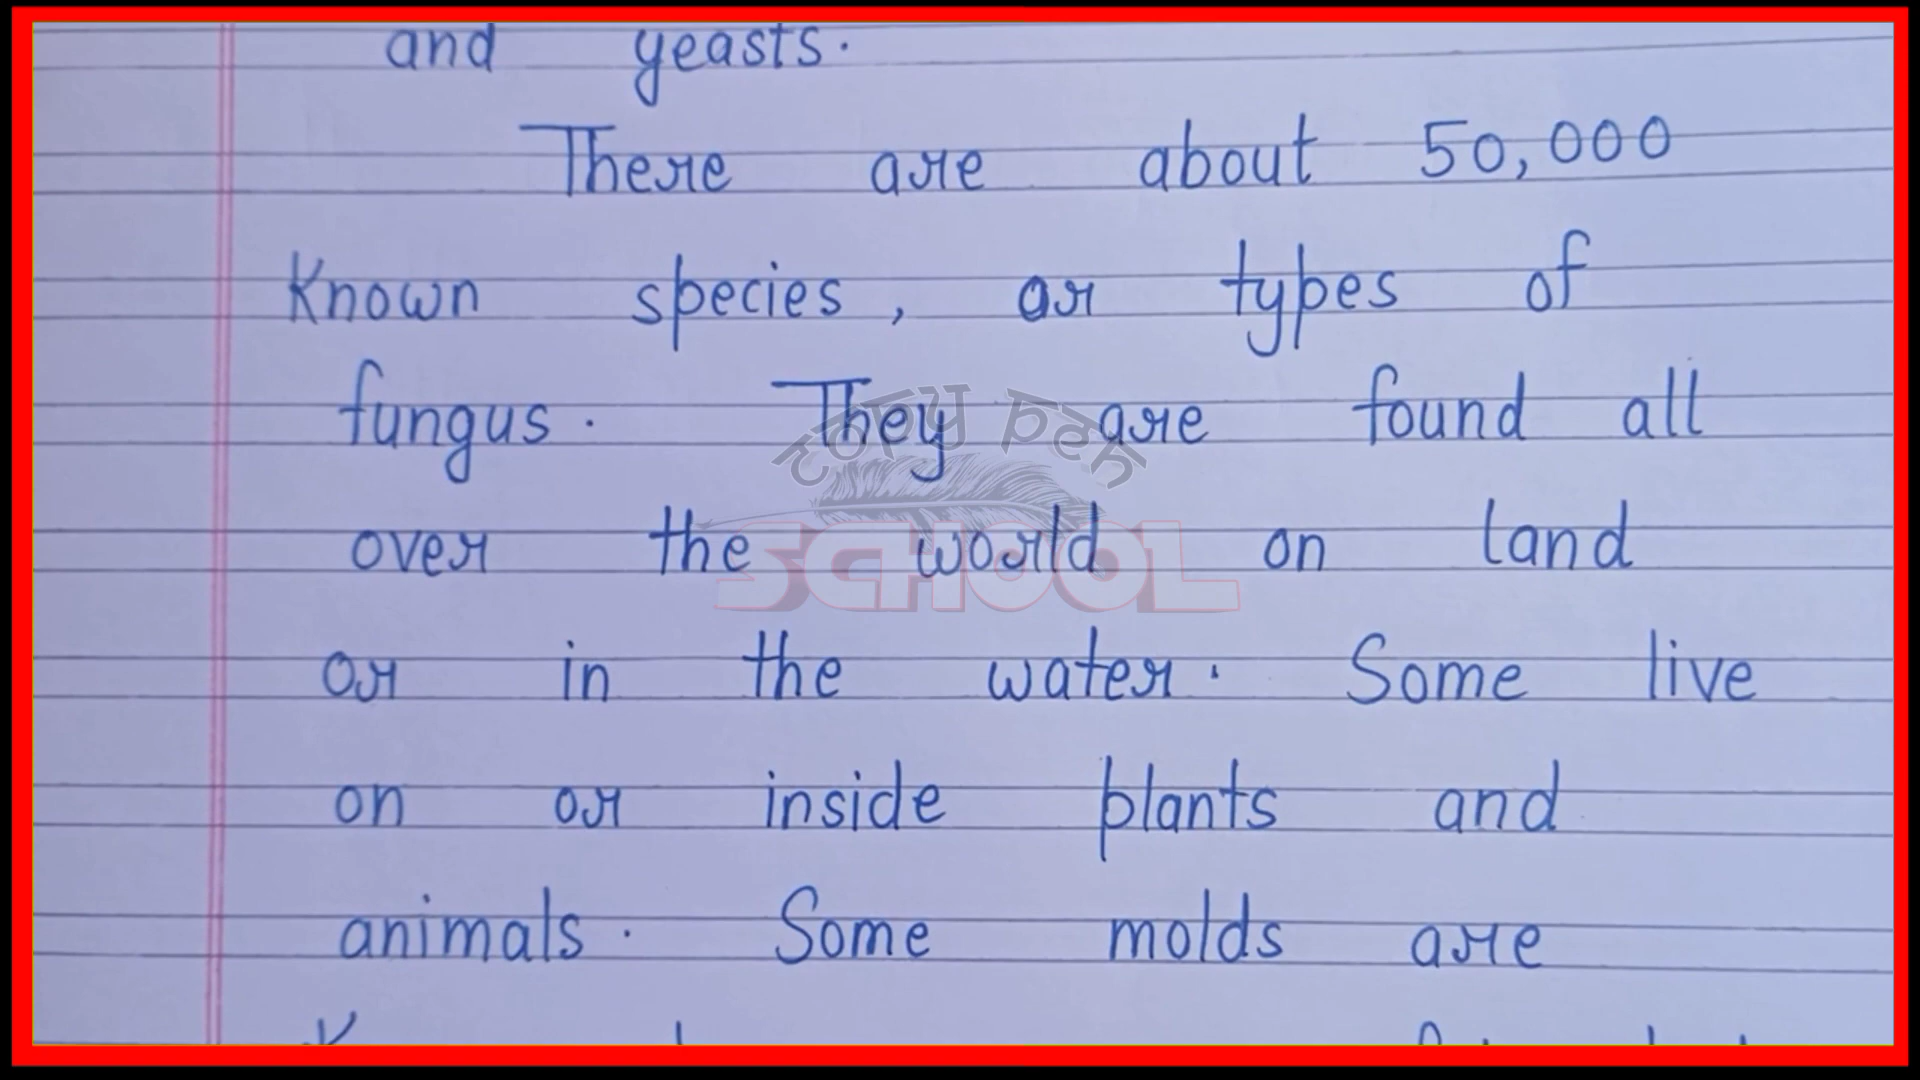 and yeasts.
There are about 50,000
Known species, or types of
fungus. They are found all
over the world on land
Or in the water. Some live
on or inside plants and
animals. Some molds are
कॉपी पेन
SCHOOL